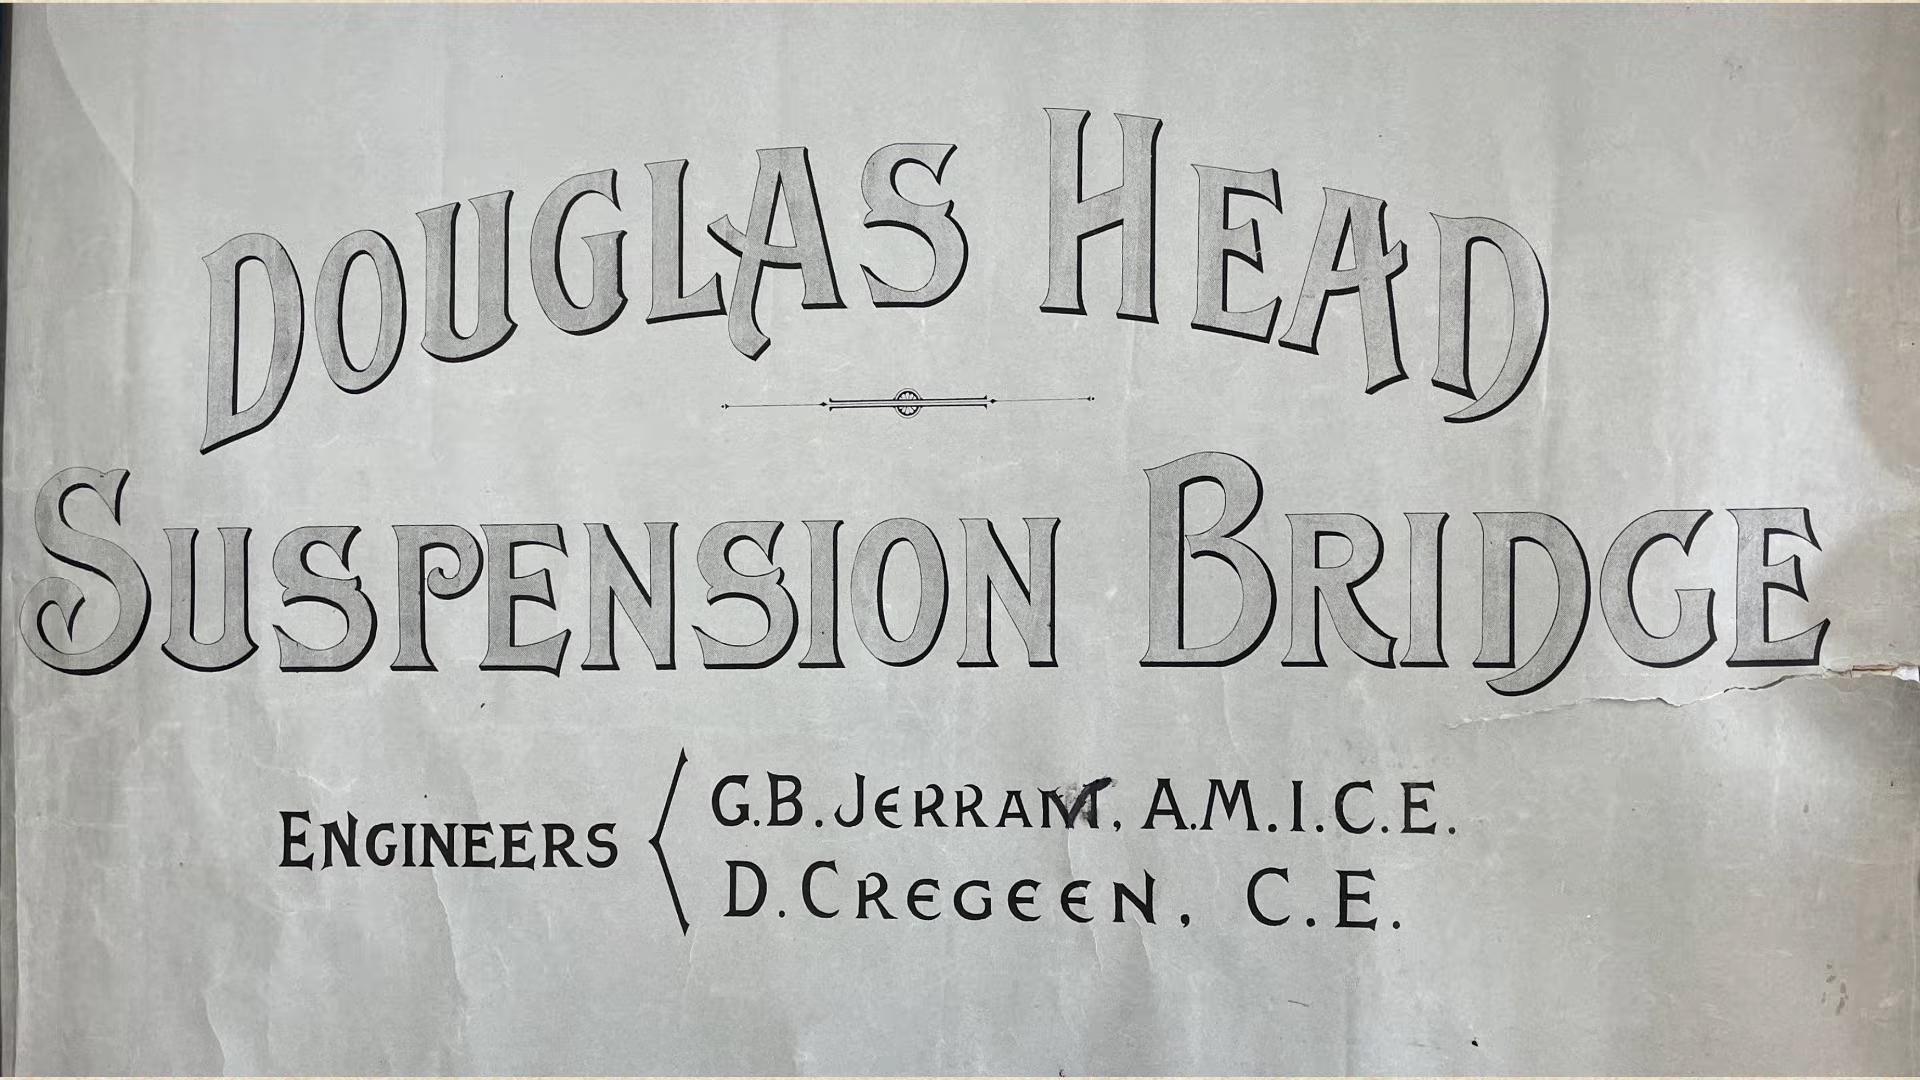 DOUGLAS HEAD
SUSPENSION BRIDGE
ENGINEERS
G.B. JERRAM, A.M.I.C.E.
D. CREGEEN, C.E.